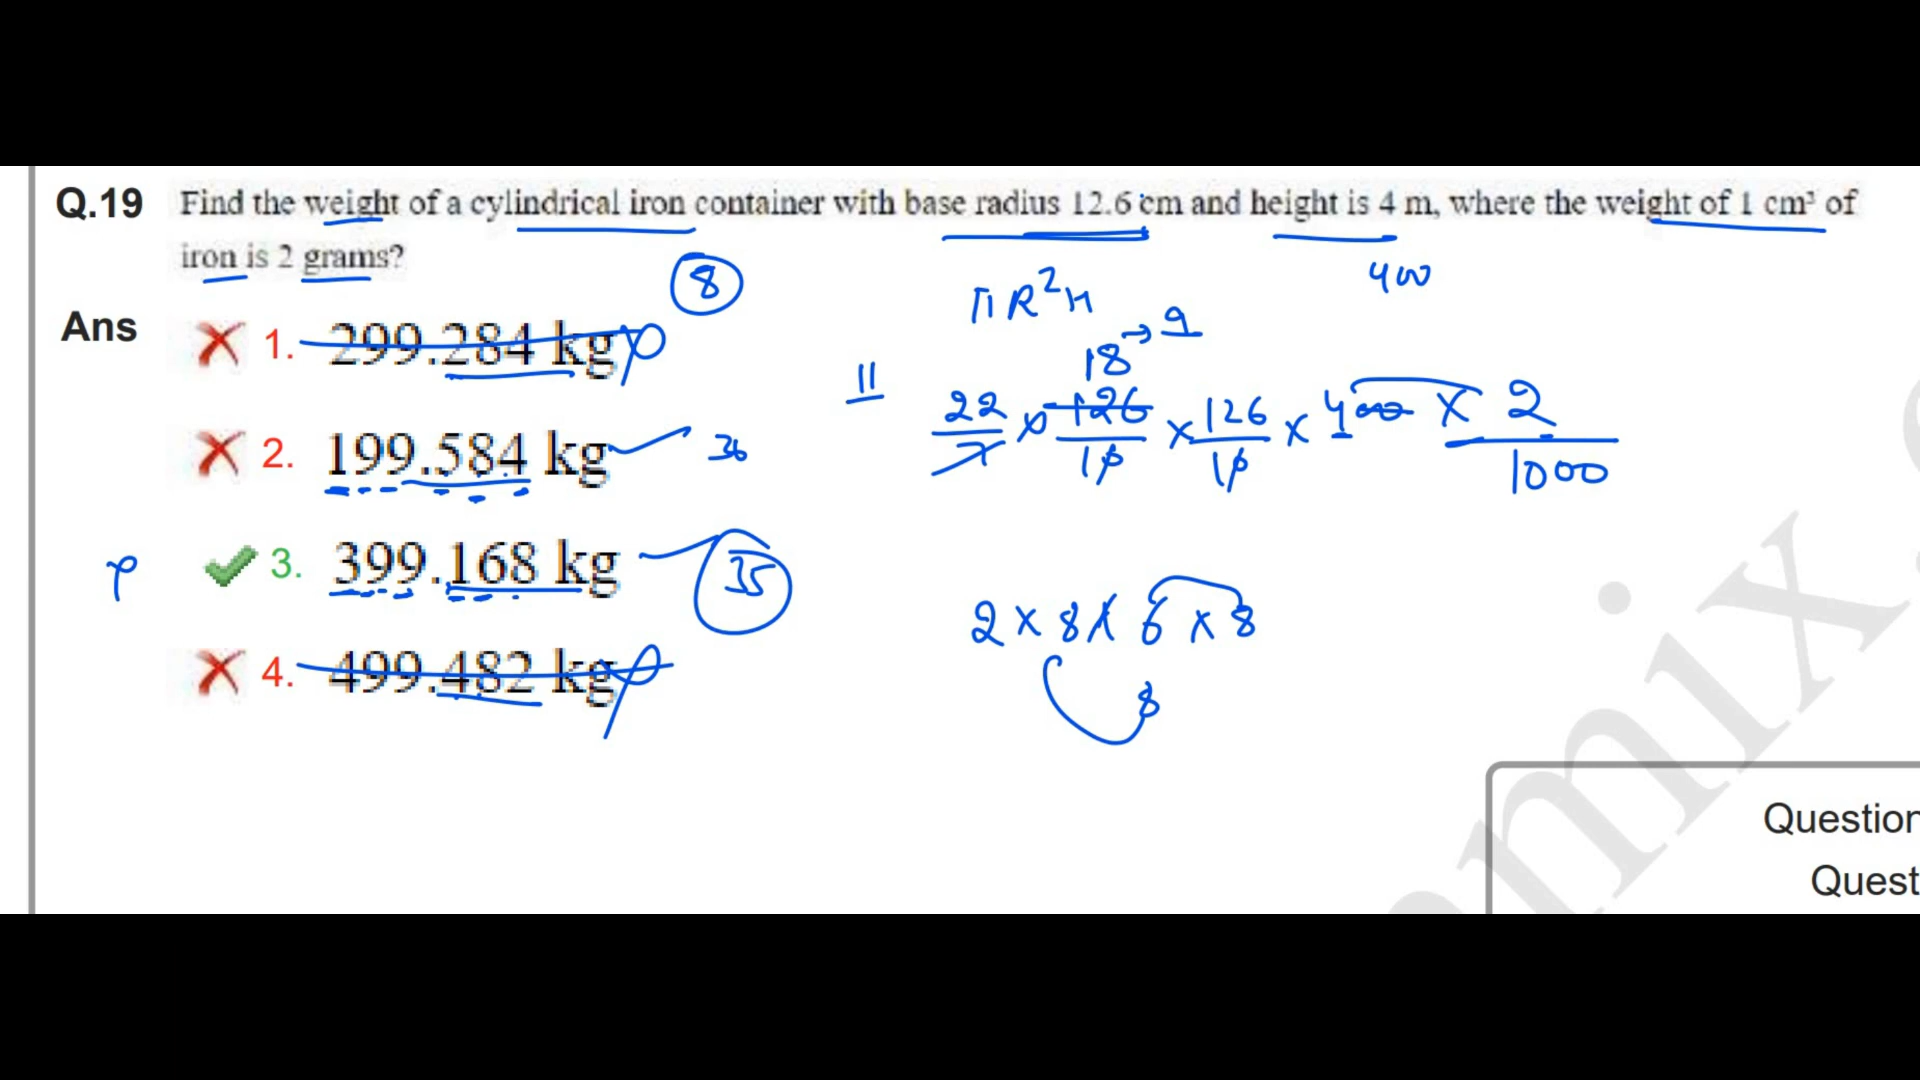 Q.19 Find the weight of a cylindrical iron container with base radius 12.6 cm and height is 4 m, where the weight of 1 cm³ of
iron is 2 grams?
8
400
πR²H
Ans
1. 299.284 kg
18 → 9
11
22/7 × 126/10 × 126/10 × 400 × 2/1000
2. 199.584 kg
36
3. 399.168 kg
35
2 × 8 × 6 × 8
8
4. 499.482 kg
mix
Question
Quest